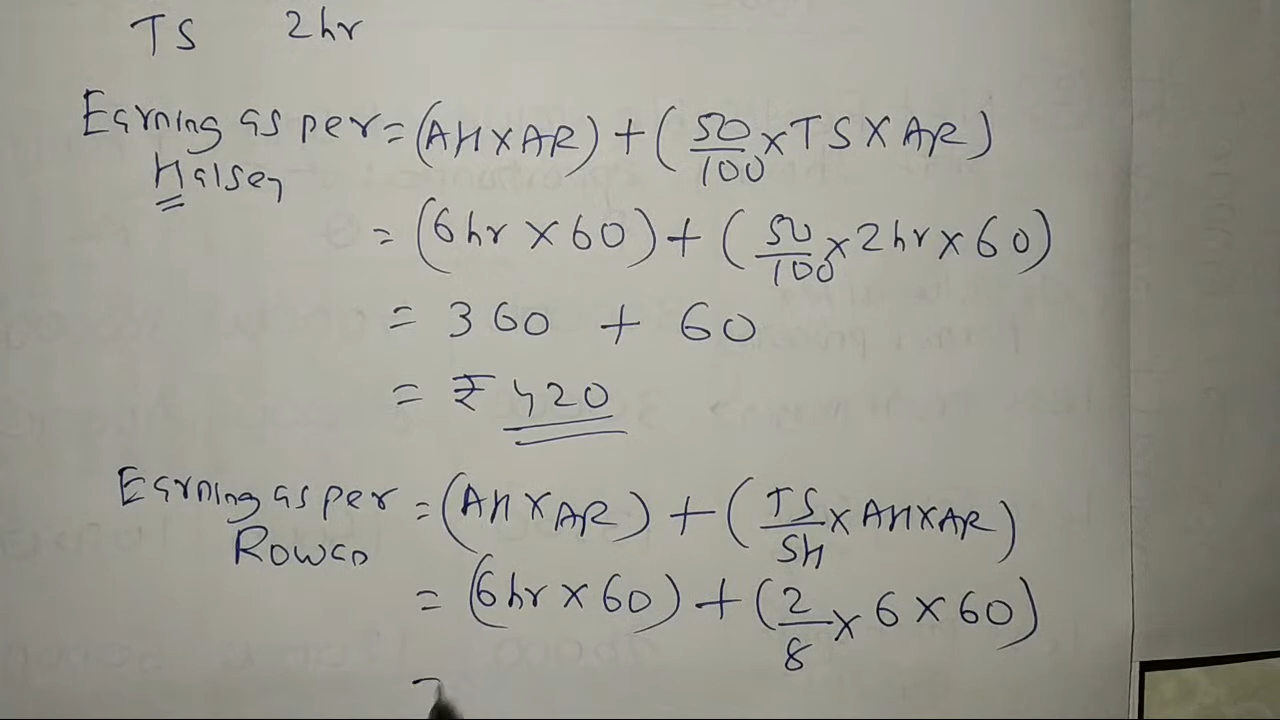 TS 2hr
Earning as per = (AH X AR) + (50/100 x TS X AR)
Halsey
= (6hr X 60) + (50/100 x 2hr x 60)
= 360 + 60
= ₹ 420
Earning as per = (AH X AR) + (TS/SH x AH X AR)
Rowan
= (6hr X 60) + (2/8 x 6 X 60)